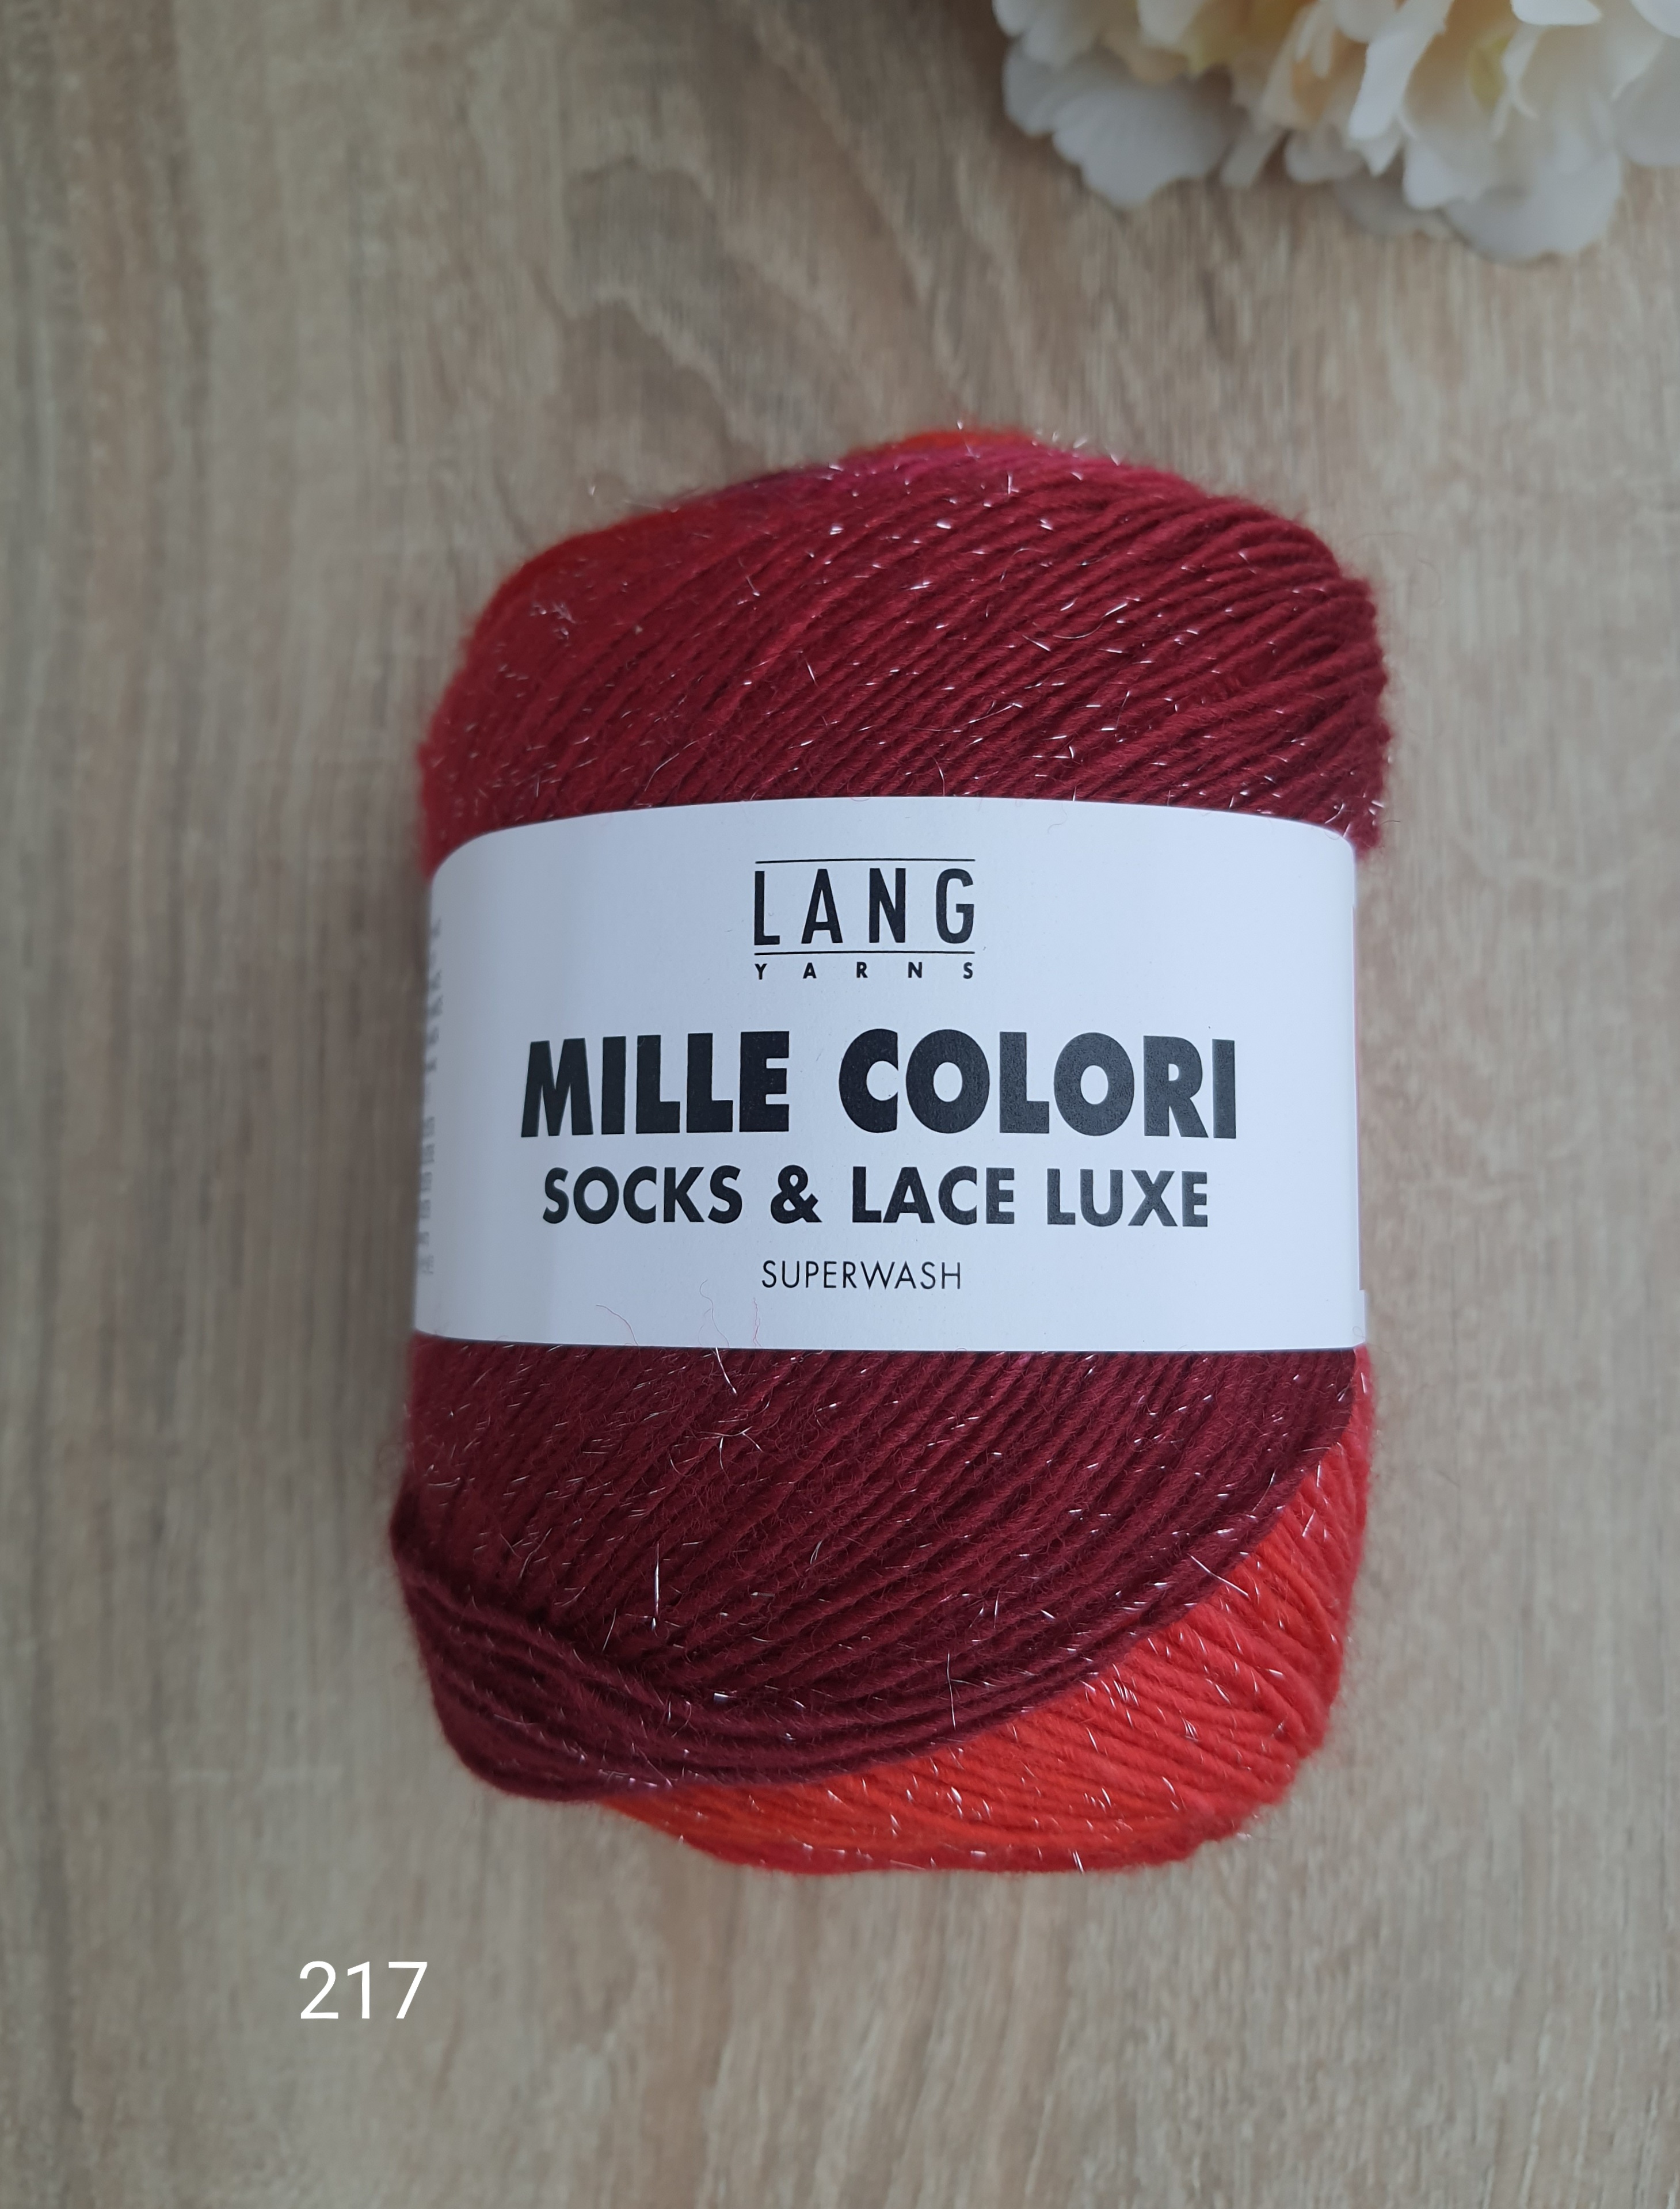 LANG
YARNS
MILLE COLORI
SOCKS & LACE LUXE
SUPERWASH
217